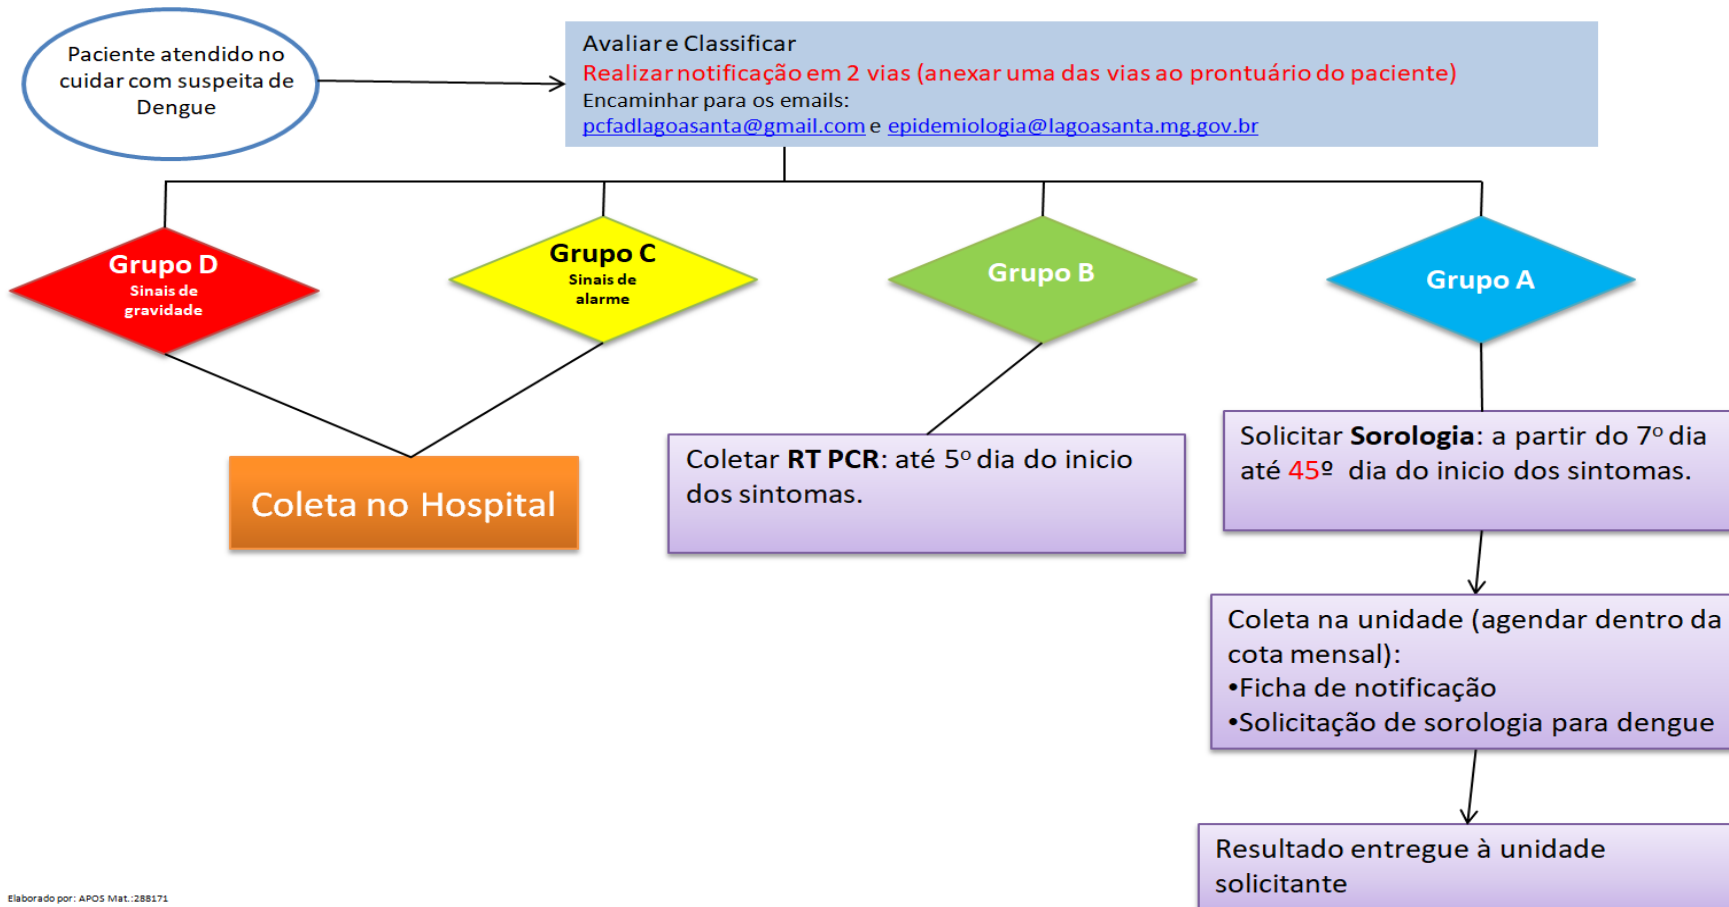 Paciente atendido no
cuidar com suspeita de
Dengue
Avaliar e Classificar
Realizar notificação em 2 vias (anexar uma das vias ao prontuário do paciente)
Encaminhar para os emails:
pcfadlagoasanta@gmail.com e epidemiologia@lagoasanta.mg.gov.br
Grupo D
Sinais de
gravidade
Grupo C
Sinais de
alarme
Grupo B
Grupo A
Coleta no Hospital
Coletar RT PCR: até 5º dia do inicio
dos sintomas.
Solicitar Sorologia: a partir do 7º dia
até 45º dia do inicio dos sintomas.
Coleta na unidade (agendar dentro da
cota mensal):
•Ficha de notificação
•Solicitação de sorologia para dengue
Resultado entregue à unidade
solicitante
Elaborado por: APOS Mat.:288171